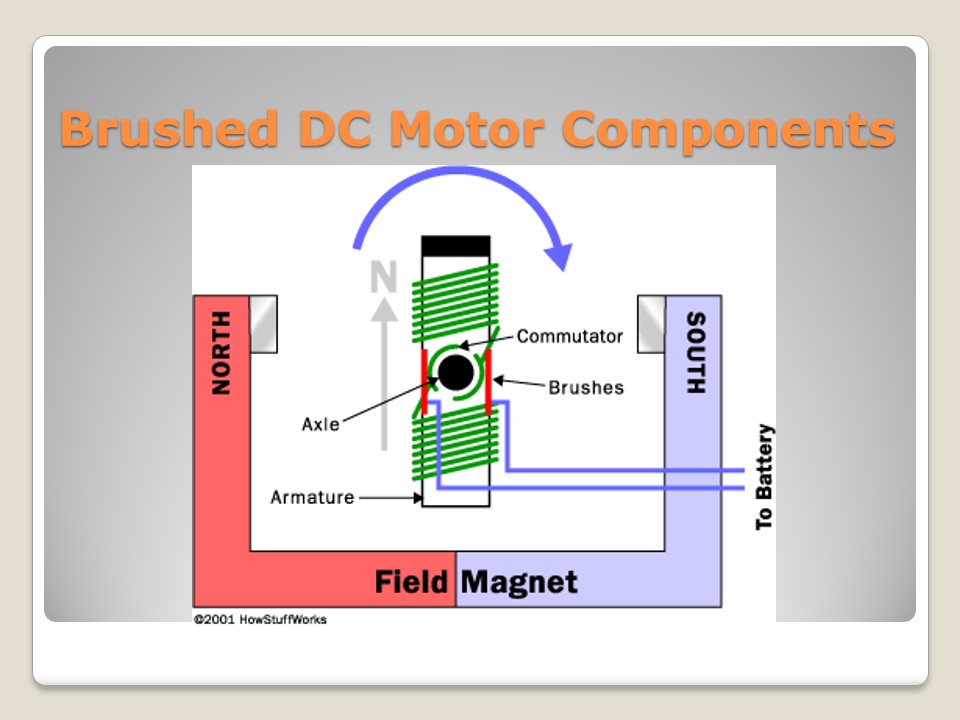 Brushed DC Motor Components
N
NORTH
SOUTH
Commutator
Brushes
Axle
To Battery
Armature
Field Magnet
©2001 HowStuffWorks